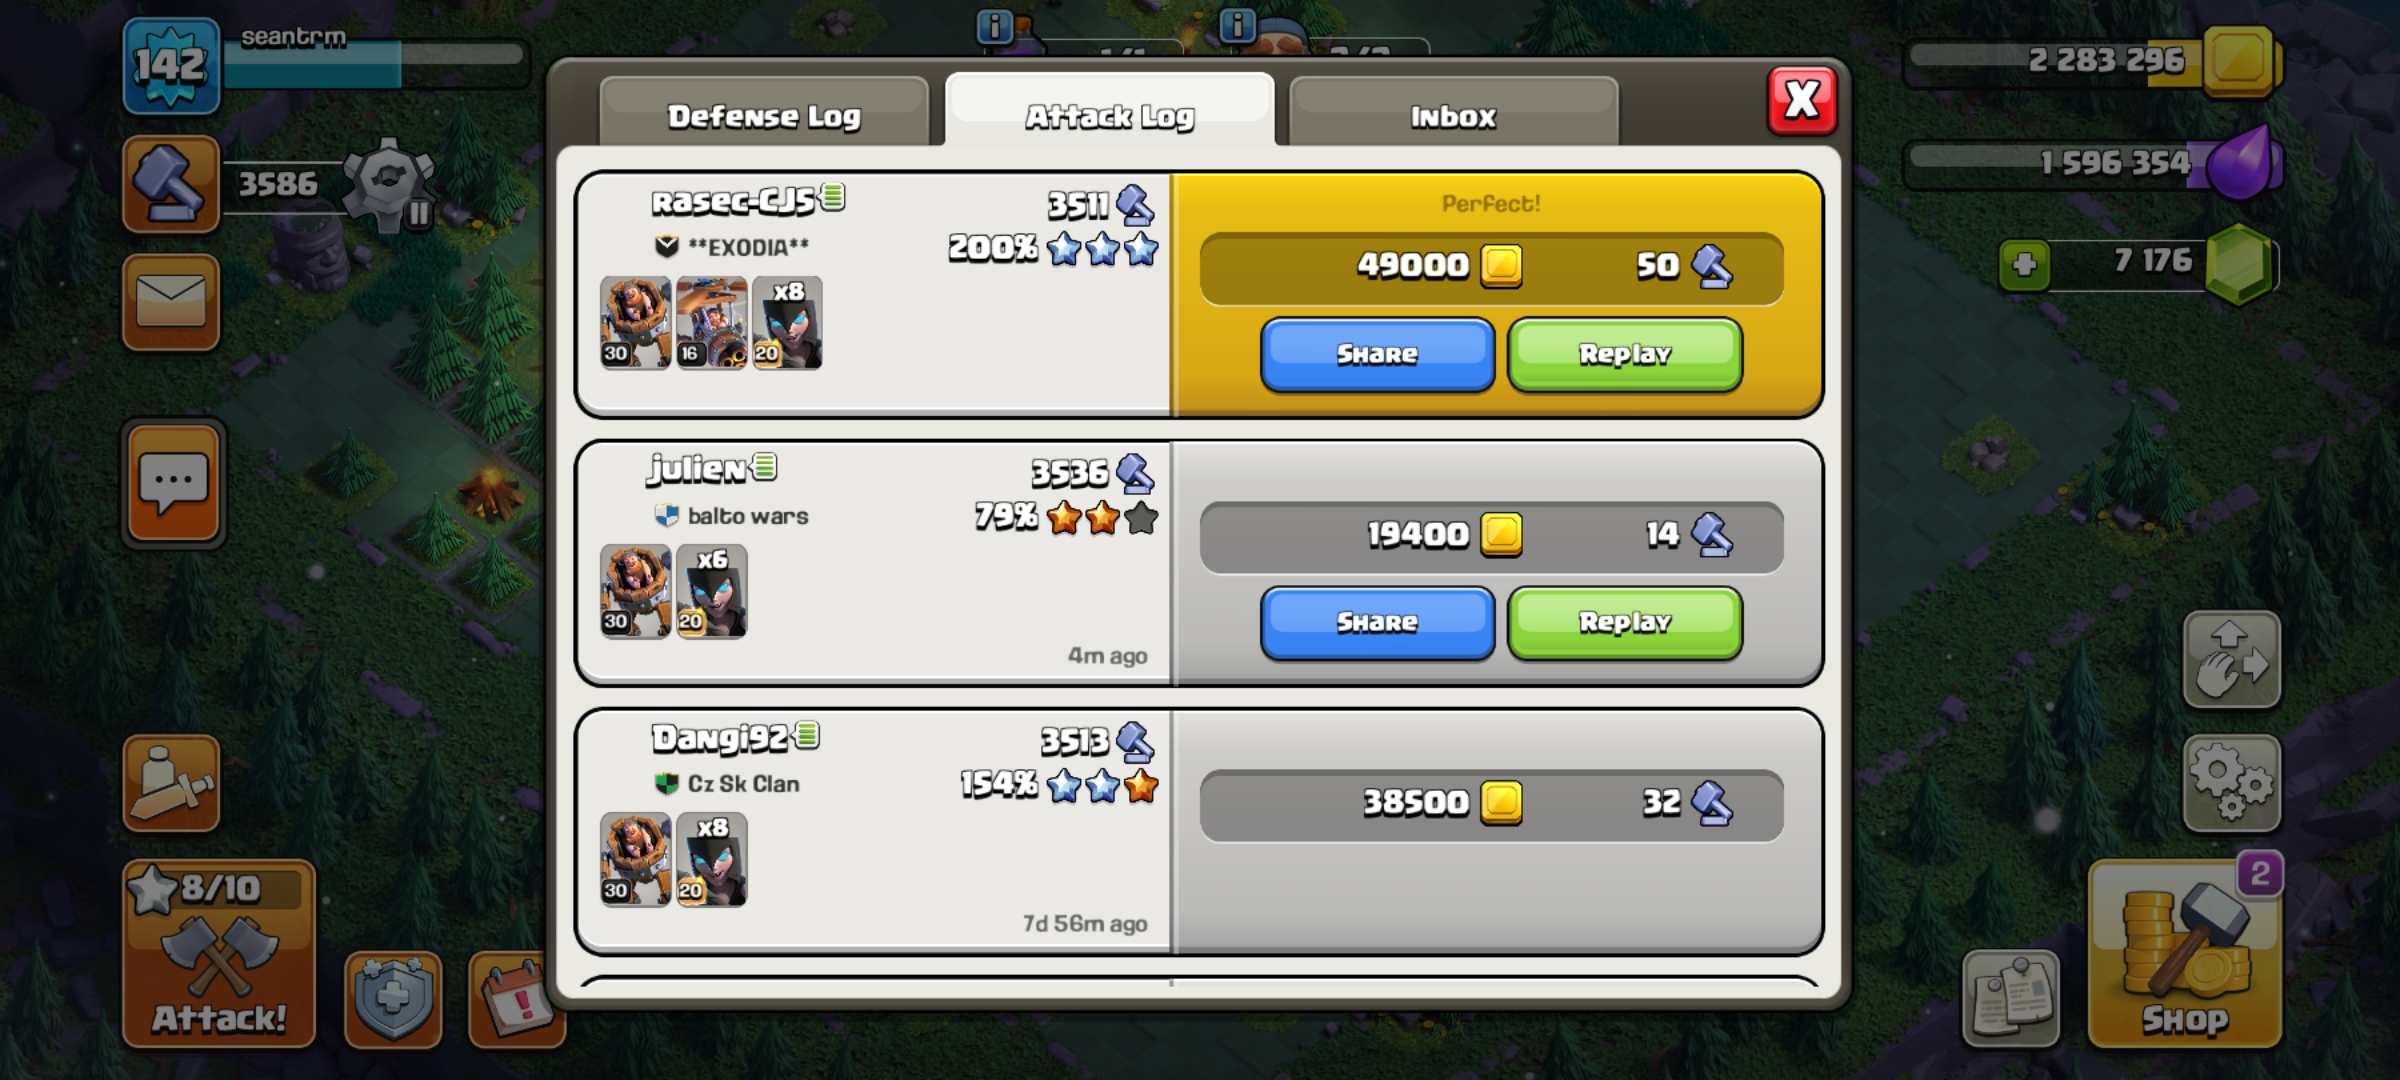 142
seantrm
2 283 296
Defense Log
Attack Log
Inbox
X
3586
1 596 354
7 176
Rasec-CJS
3511
**EXODIA**
200%
x8
30
16
20
Perfect!
49000
50
Share
Replay
julien
3536
balto wars
79%
x6
30
20
4m ago
19400
14
Share
Replay
Dangi92
3513
Cz Sk Clan
154%
x8
30
20
7d 56m ago
38500
32
8/10
Attack!
2
Shop